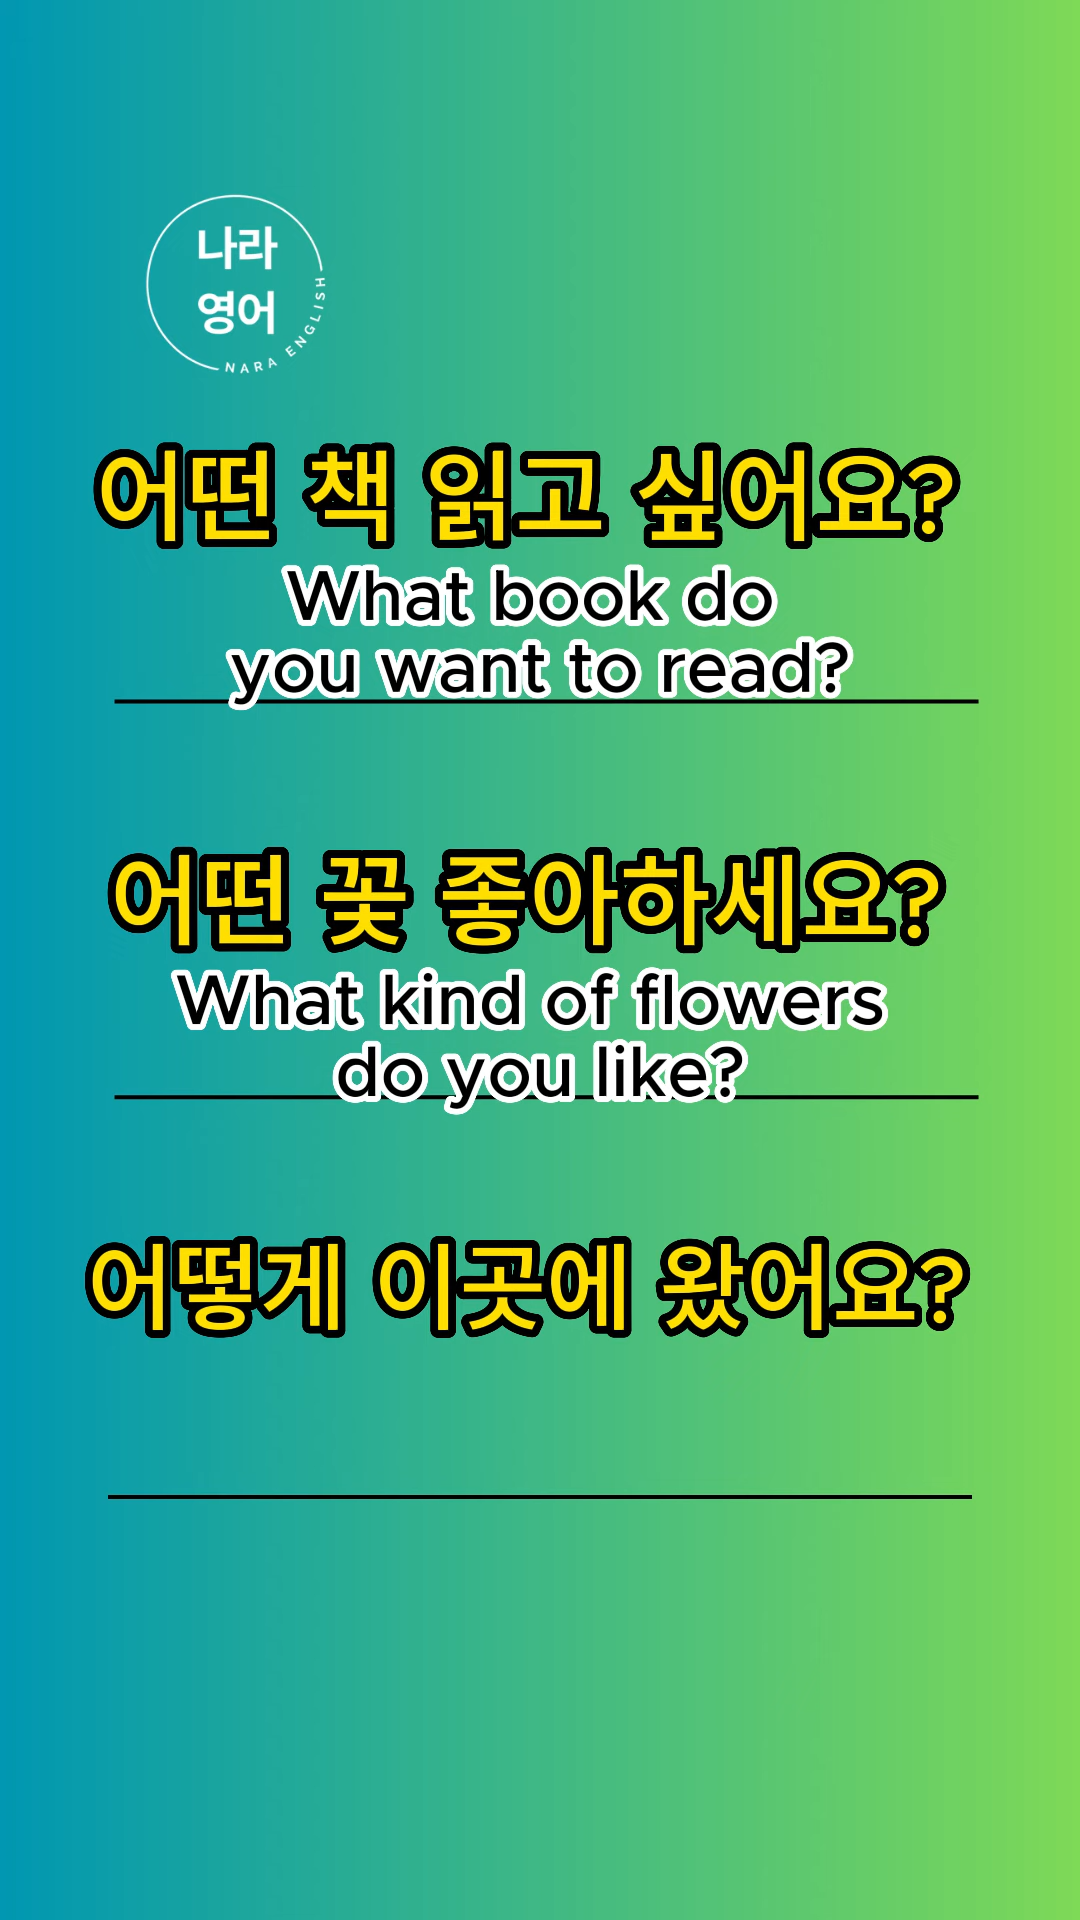 나라
영어
NARA ENGLISH
어떤 책 읽고 싶어요?
What book do
you want to read?
어떤 꽃 좋아하세요?
What kind of flowers
do you like?
어떻게 이곳에 왔어요?